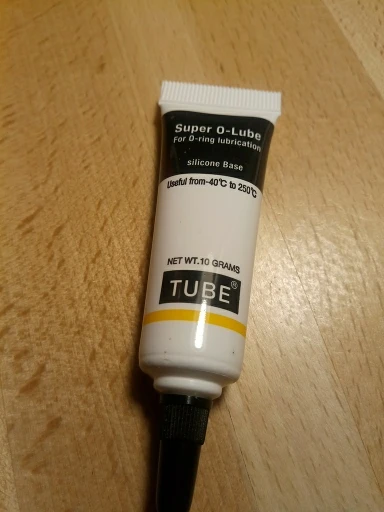 Super O-Lube
For O-ring lubrication
silicone Base
Useful from-40℃ to 250℃
NET WT.10 GRAMS
TUBE®